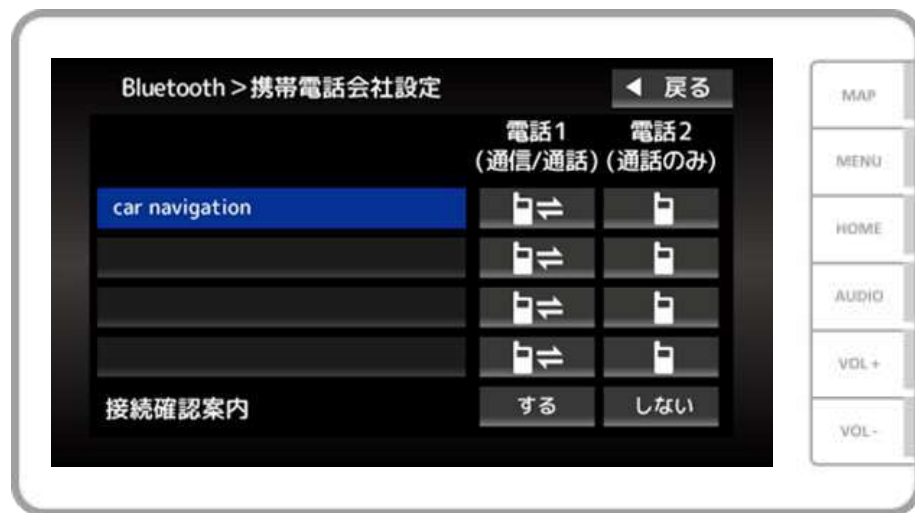 Bluetooth>携帯電話会社設定
◀ 戻る
電話1
(通信/通話)
電話2
(通話のみ)
car navigation
接続確認案内
する
しない
MAP
MENU
HOME
AUDIO
VOL+
VOL-